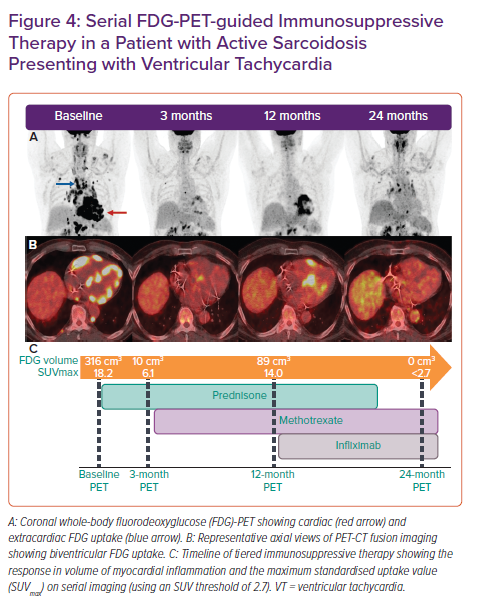 Figure 4: Serial FDG-PET-guided Immunosuppressive
Therapy in a Patient with Active Sarcoidosis
Presenting with Ventricular Tachycardia
Baseline 3 months 12 months 24 months
A
B
C
FDG volume 316 cm³ 10 cm³ 89 cm³ 0 cm³
SUVmax 18.2 6.1 14.0 <2.7
Prednisone
Methotrexate
Infliximab
Baseline 3-month 12-month 24-month
PET PET PET PET
A: Coronal whole-body fluorodeoxyglucose (FDG)-PET showing cardiac (red arrow) and
extracardiac FDG uptake (blue arrow). B: Representative axial views of PET-CT fusion imaging
showing biventricular FDG uptake. C: Timeline of tiered immunosuppressive therapy showing the
response in volume of myocardial inflammation and the maximum standardised uptake value
(SUVmax) on serial imaging (using an SUV threshold of 2.7). VT = ventricular tachycardia.